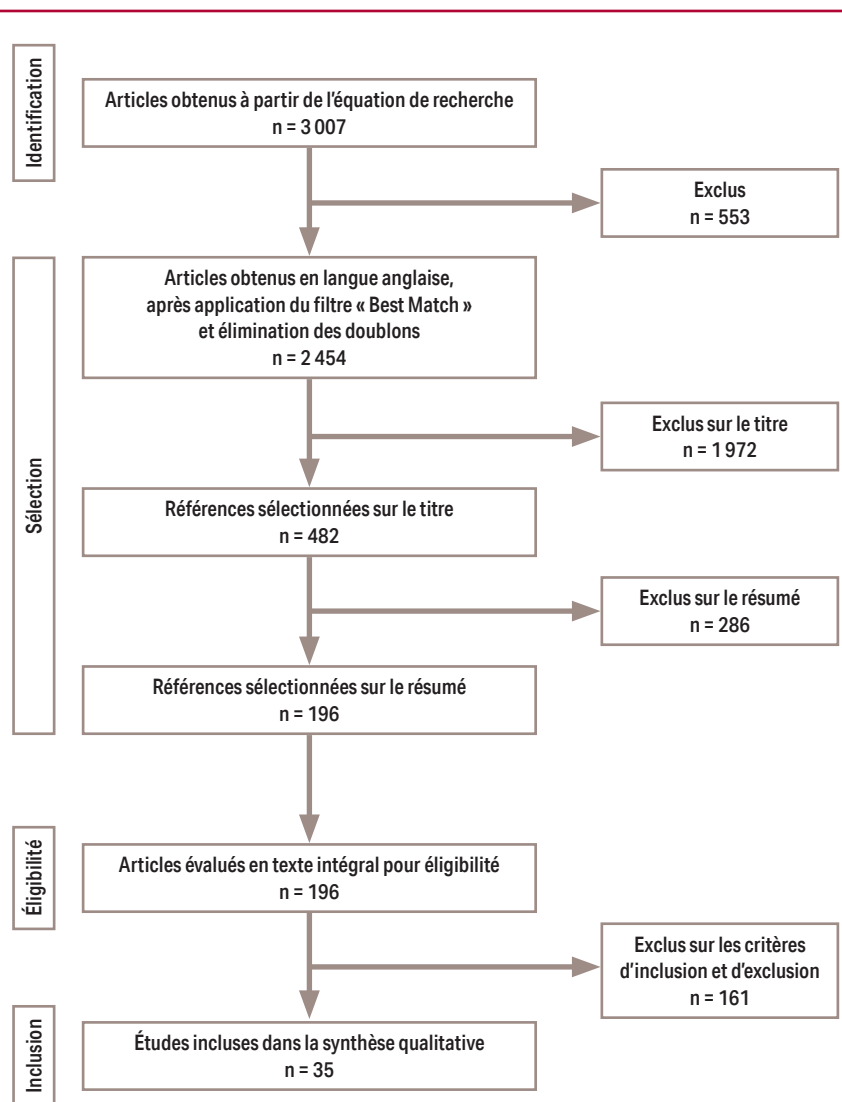 Identification
Articles obtenus à partir de l'équation de recherche
n = 3 007
Exclus
n = 553
Sélection
Articles obtenus en langue anglaise,
après application du filtre « Best Match »
et élimination des doublons
n = 2 454
Exclus sur le titre
n = 1 972
Références sélectionnées sur le titre
n = 482
Exclus sur le résumé
n = 286
Références sélectionnées sur le résumé
n = 196
Éligibilité
Articles évalués en texte intégral pour éligibilité
n = 196
Exclus sur les critères
d'inclusion et d'exclusion
n = 161
Inclusion
Études incluses dans la synthèse qualitative
n = 35